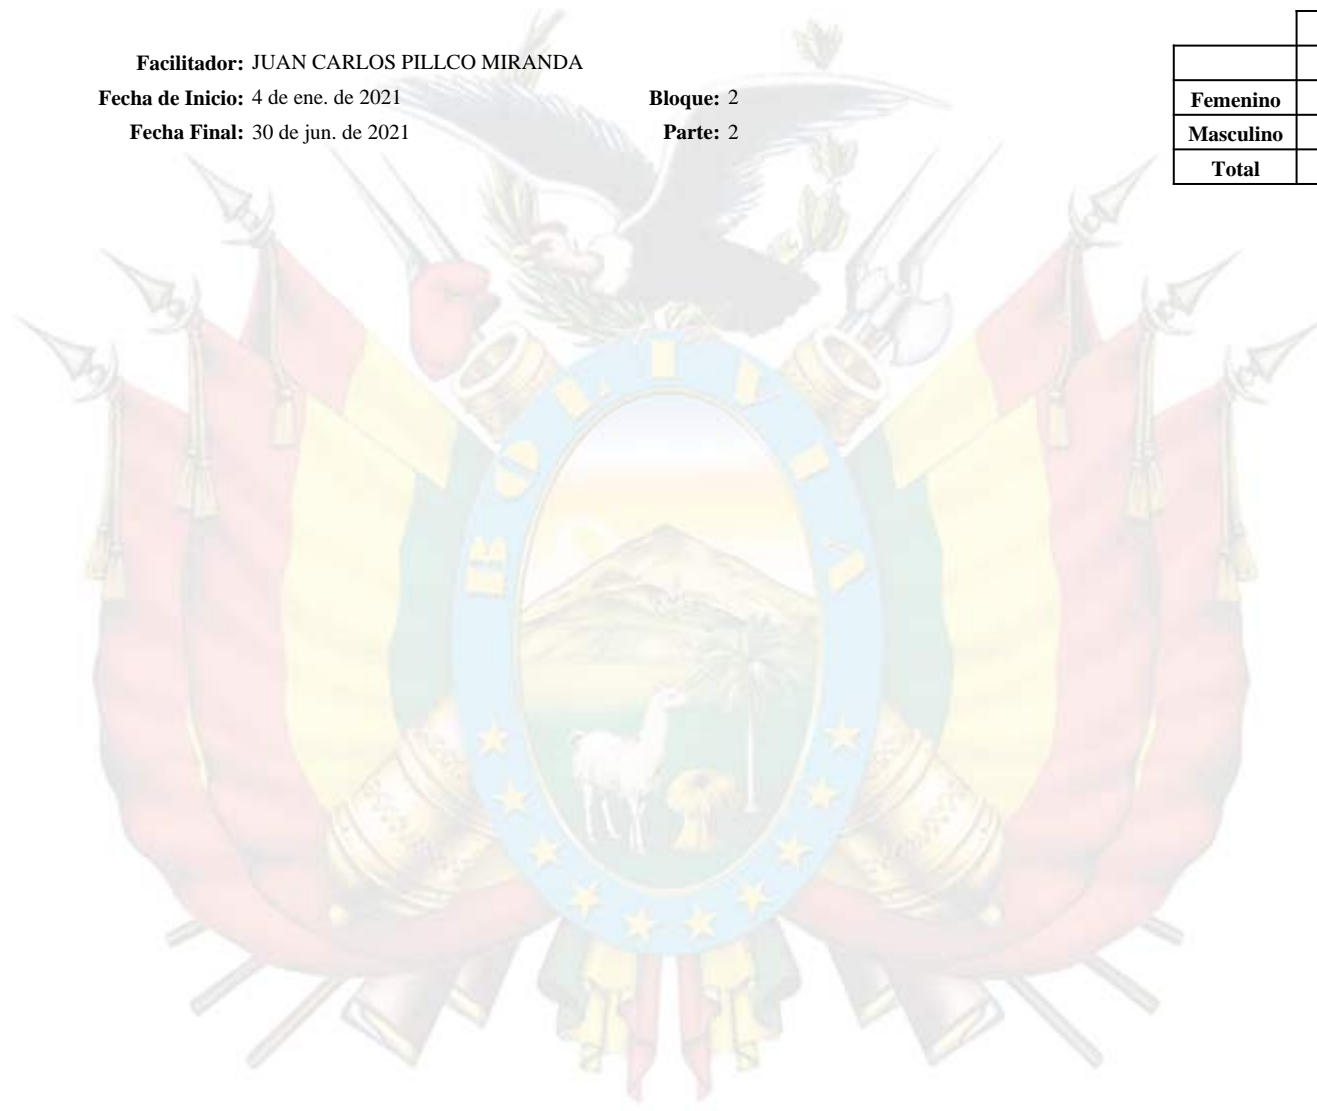 Facilitador: JUAN CARLOS PILLCO MIRANDA
Fecha de Inicio: 4 de ene. de 2021 Bloque: 2
Fecha Final: 30 de jun. de 2021 Parte: 2
Femenino
Masculino
Total
BOLIVIA